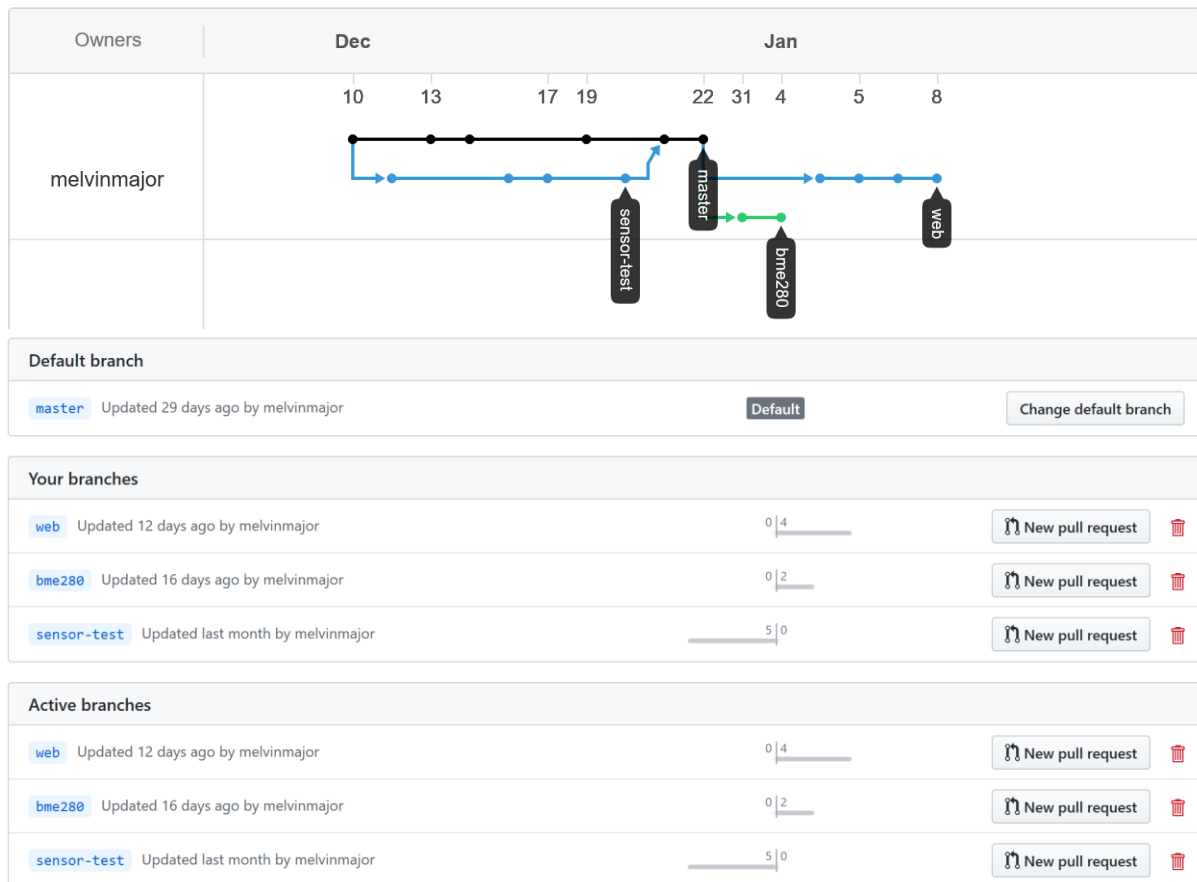 Owners Dec Jan
10 13 17 19 22 31 4 5 8
melvinmajor
master
sensor-test
web
bme280
Default branch
master Updated 29 days ago by melvinmajor Default Change default branch
Your branches
web Updated 12 days ago by melvinmajor 0 4 New pull request
bme280 Updated 16 days ago by melvinmajor 0 2 New pull request
sensor-test Updated last month by melvinmajor 5 0 New pull request
Active branches
web Updated 12 days ago by melvinmajor 0 4 New pull request
bme280 Updated 16 days ago by melvinmajor 0 2 New pull request
sensor-test Updated last month by melvinmajor 5 0 New pull request